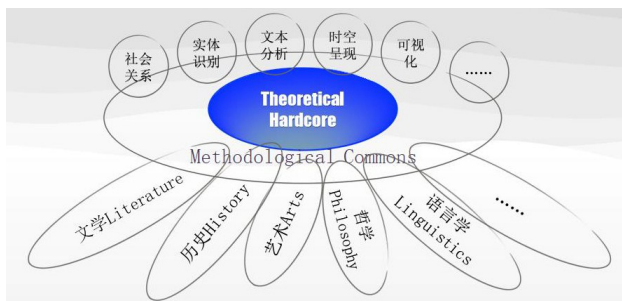 社会
关系
实体
识别
文本
分析
时空
呈现
可视
化
……
Theoretical
Hardcore
Methodological Commons
文学Literature
历史History
艺术Arts
哲学
Philosophy
语言学
Linguistics
……